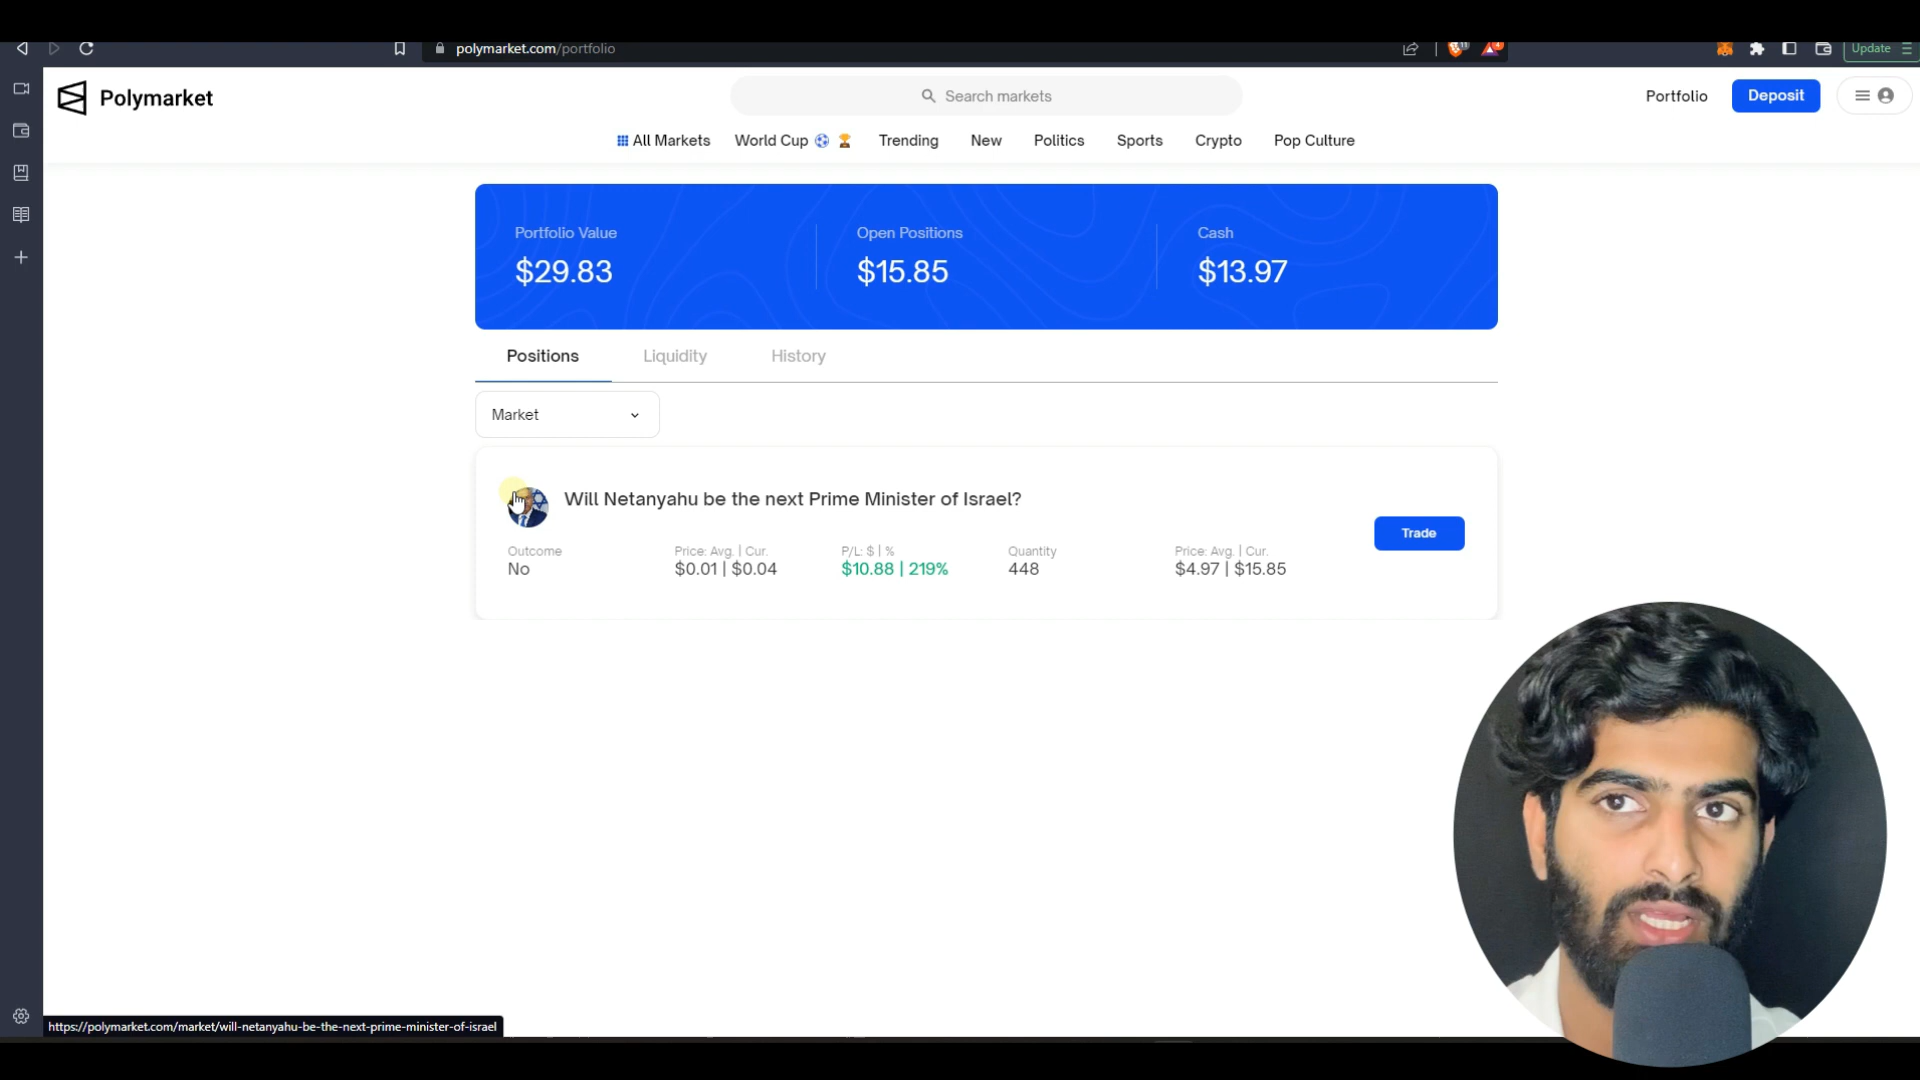 polymarket.com/portfolio
Update
Polymarket
Search markets
Portfolio
Deposit
All Markets
World Cup
Trending
New
Politics
Sports
Crypto
Pop Culture
Portfolio Value
$29.83
Open Positions
$15.85
Cash
$13.97
Positions
Liquidity
History
Market
Will Netanyahu be the next Prime Minister of Israel?
Outcome
No
Price: Avg. | Cur.
$0.01 | $0.04
P/L: $ | %
$10.88 | 219%
Quantity
448
Price: Avg. | Cur.
$4.97 | $15.85
Trade
https://polymarket.com/market/will-netanyahu-be-the-next-prime-minister-of-israel